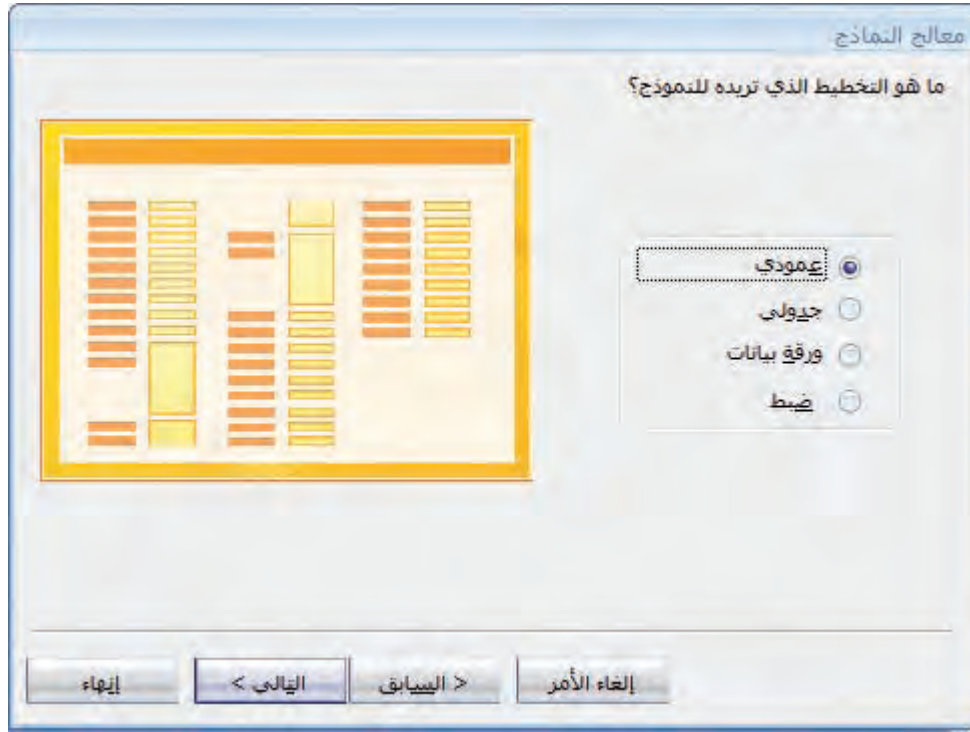 معالج النماذج
ما هو التخطيط الذي تريده للنموذج؟
عمودي
جدولي
ورقة بيانات
ضبط
إلغاء الأمر
< السابق
التالي >
إنهاء